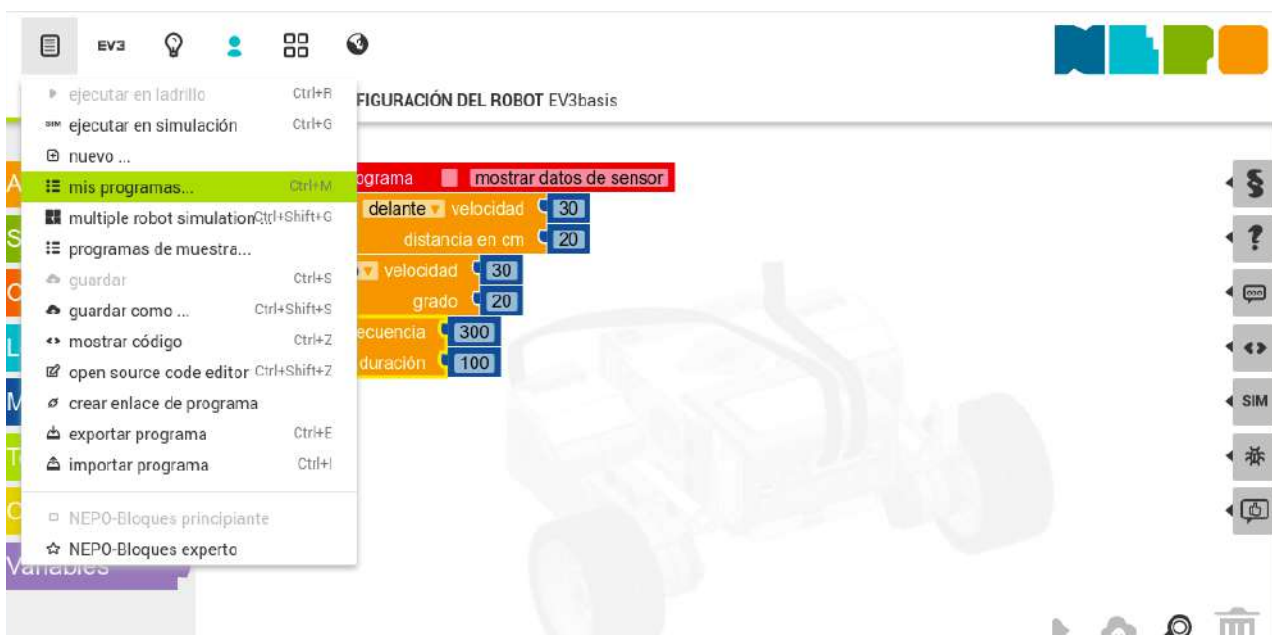 EV3
NEPO
ejecutar en ladrillo Ctrl+R
FIGURACIÓN DEL ROBOT EV3basis
SIM ejecutar en simulación Ctrl+G
nuevo ...
mis programas... Ctrl+M
ograma mostrar datos de sensor
multiple robot simulation... Ctrl+Shift+G
delante velocidad 30
programas de muestra...
distancia en cm 20
guardar Ctrl+S
velocidad 30
guardar como ... Ctrl+Shift+S
grado 20
mostrar código Ctrl+Z
ecuencia 300
open source code editor Ctrl+Shift+Z
duración 100
crear enlace de programa
SIM
exportar programa Ctrl+E
importar programa Ctrl+I
NEPO-Bloques principiante
NEPO-Bloques experto
Variables